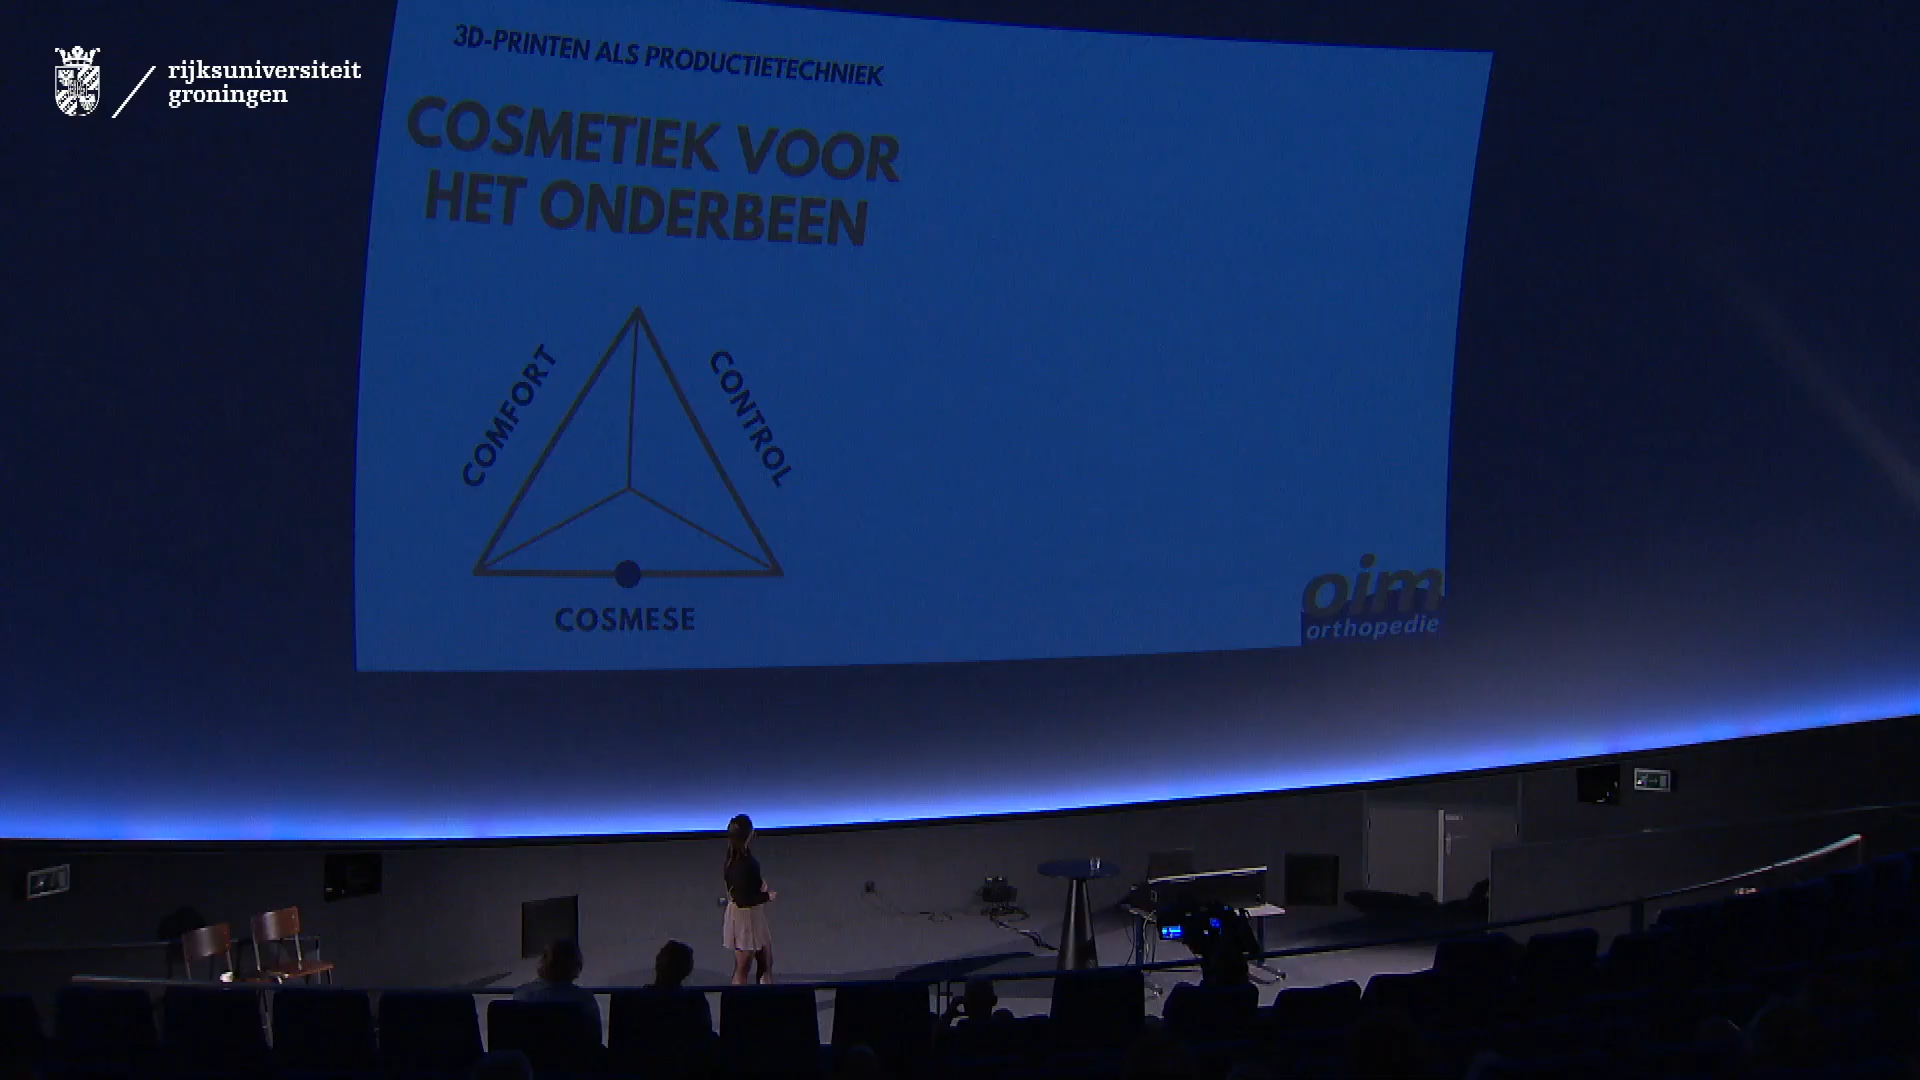 rijksuniversiteit
groningen
3D-PRINTEN ALS PRODUCTIETECHNIEK
COSMETIEK VOOR
HET ONDERBEEN
COMFORT
CONTROL
COSMESE
oim
orthopedie